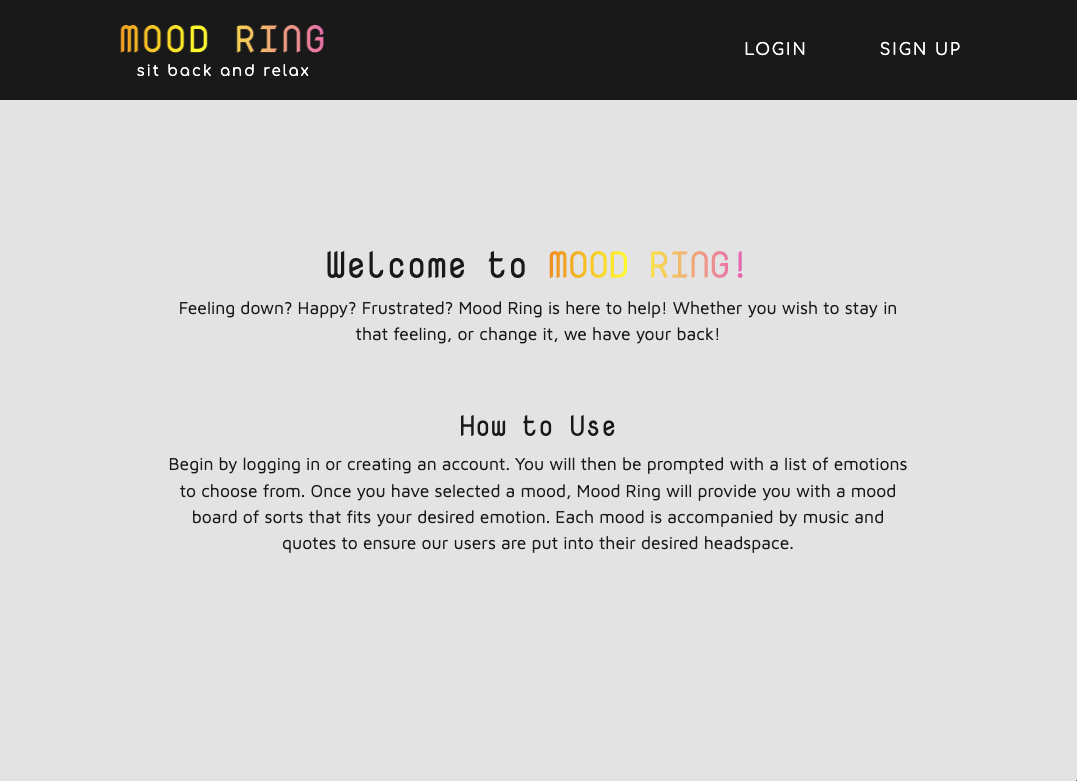 MOOD RING
sit back and relax
LOGIN
SIGN UP
Welcome to MOOD RING!
Feeling down? Happy? Frustrated? Mood Ring is here to help! Whether you wish to stay in
that feeling, or change it, we have your back!
How to Use
Begin by logging in or creating an account. You will then be prompted with a list of emotions
to choose from. Once you have selected a mood, Mood Ring will provide you with a mood
board of sorts that fits your desired emotion. Each mood is accompanied by music and
quotes to ensure our users are put into their desired headspace.